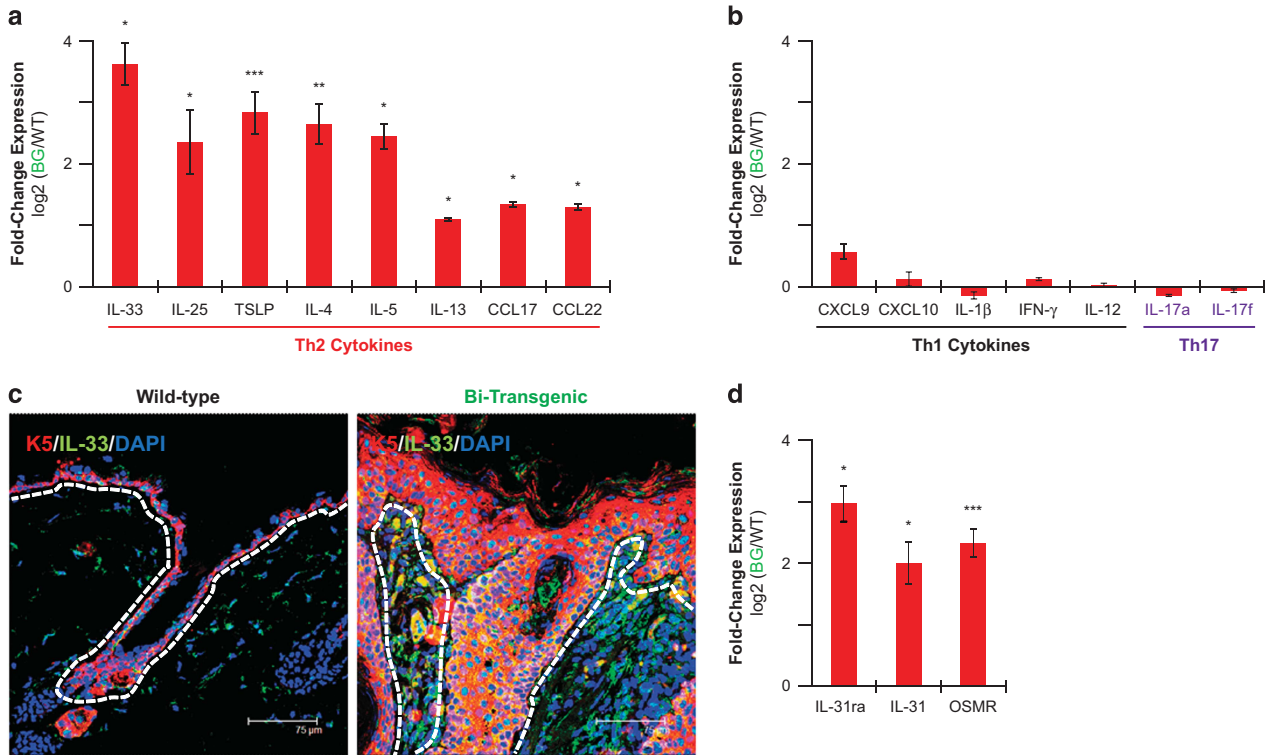 a
Fold-Change Expression
log2 (BG/WT)
4
2
0
*
*
***
**
*
*
*
*
IL-33 IL-25 TSLP IL-4 IL-5 IL-13 CCL17 CCL22
Th2 Cytokines
b
Fold-Change Expression
log2 (BG/WT)
4
2
0
CXCL9 CXCL10 IL-1β IFN-γ IL-12 IL-17a IL-17f
Th1 Cytokines Th17
c
Wild-type
K5/IL-33/DAPI
75 µm
Bi-Transgenic
K5/IL-33/DAPI
d
Fold-Change Expression
log2 (BG/WT)
4
2
0
*
*
***
IL-31ra IL-31 OSMR